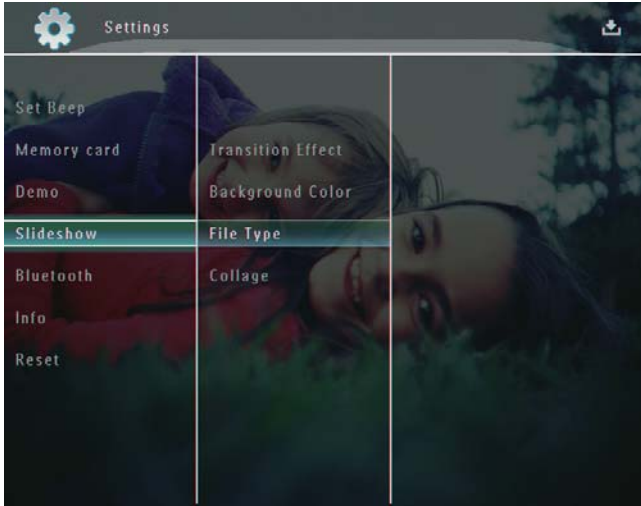 Settings
Set Beep
Memory card
Demo
Slideshow
Bluetooth
Info
Reset
Transition Effect
Background Color
File Type
Collage